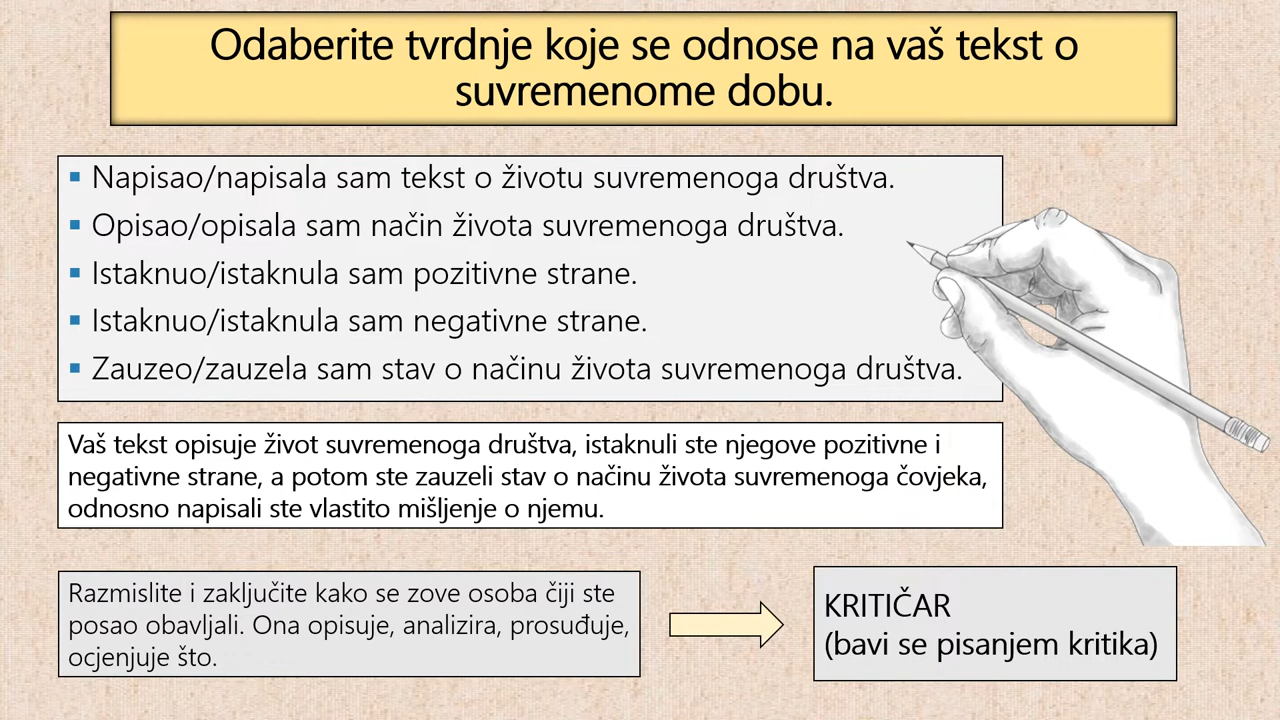 Odaberite tvrdnje koje se odnose na vaš tekst o
suvremenome dobu.
▪ Napisao/napisala sam tekst o životu suvremenoga društva.
▪ Opisao/opisala sam način života suvremenoga društva.
▪ Istaknuo/istaknula sam pozitivne strane.
▪ Istaknuo/istaknula sam negativne strane.
▪ Zauzeo/zauzela sam stav o načinu života suvremenoga društva.
Vaš tekst opisuje život suvremenoga društva, istaknuli ste njegove pozitivne i
negativne strane, a potom ste zauzeli stav o načinu života suvremenoga čovjeka,
odnosno napisali ste vlastito mišljenje o njemu.
Razmislite i zaključite kako se zove osoba čiji ste
posao obavljali. Ona opisuje, analizira, prosuđuje,
ocjenjuje što.
KRITIČAR
(bavi se pisanjem kritika)